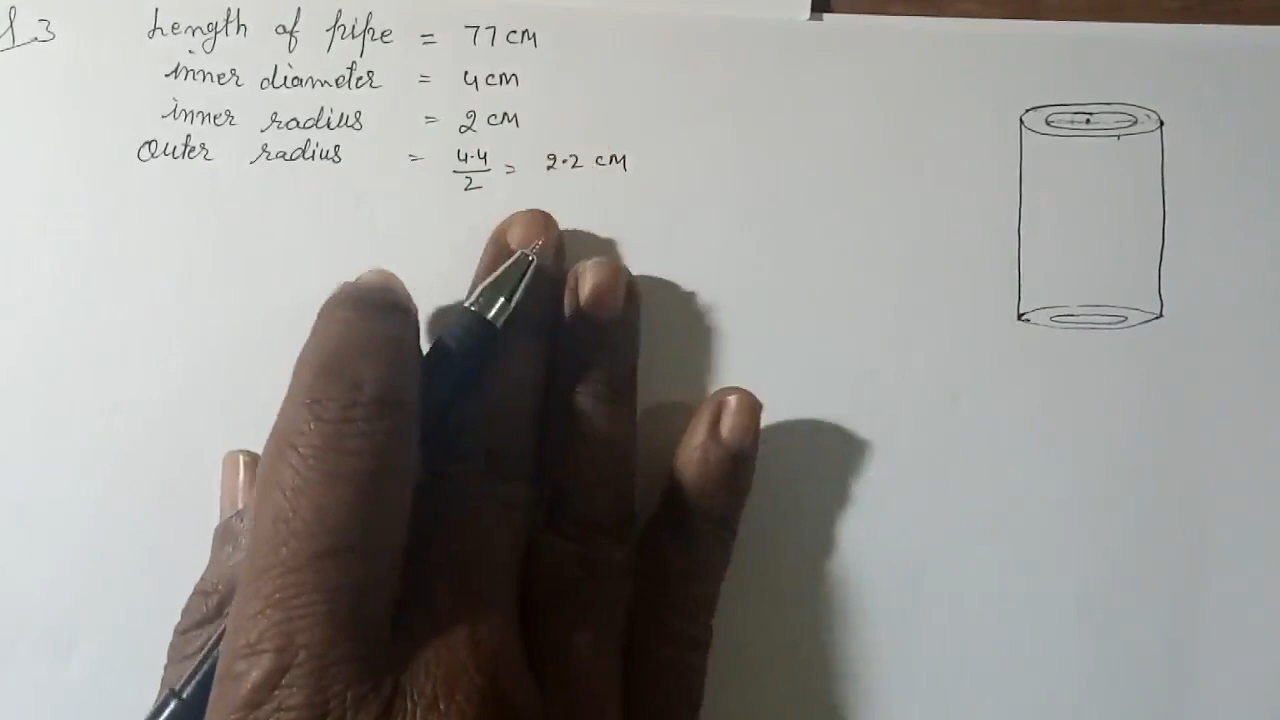 Length of pipe = 77 CM
inner diameter = 4 CM
inner radius = 2 CM
Outer radius = 4.4/2 = 2.2 CM